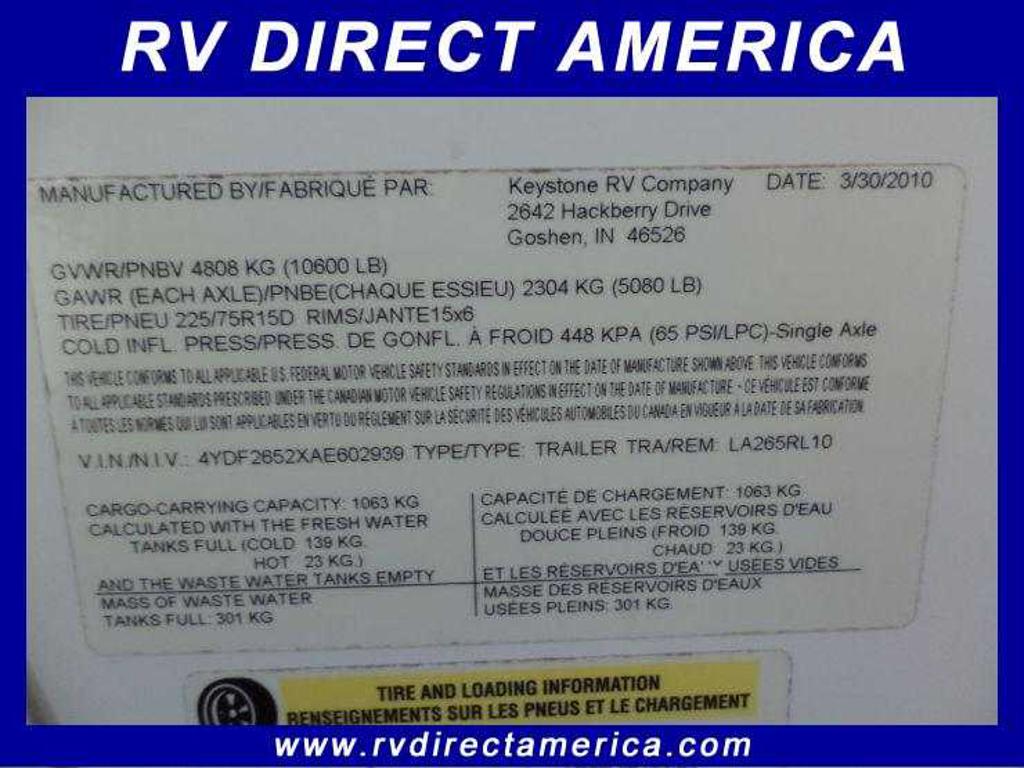 RV DIRECT AMERICA
MANUFACTURED BY/FABRIQUÉ PAR: Keystone RV Company DATE: 3/30/2010
2642 Hackberry Drive
Goshen, IN 46526
GVWR/PNBV 4808 KG (10600 LB)
GAWR (EACH AXLE)/PNBE(CHAQUE ESSIEU) 2304 KG (5080 LB)
TIRE/PNEU 225/75R15D RIMS/JANTE15x6
COLD INFL. PRESS/PRESS. DE GONFL. À FROID 448 KPA (65 PSI/LPC)-Single Axle
THIS VEHICLE CONFORMS TO ALL APPLICABLE U.S. FEDERAL MOTOR VEHICLE SAFETY STANDARDS IN EFFECT ON THE DATE OF MANUFACTURE SHOWN ABOVE. THIS VEHICLE CONFORMS
TO ALL APPLICABLE STANDARDS PRESCRIBED UNDER THE CANADIAN MOTOR VEHICLE SAFETY REGULATIONS IN EFFECT ON THE DATE OF MANUFACTURE - CE VÉHICULE EST CONFORME
A TOUTES LES NORMES QUI LUI SONT APPLICABLES EN VERTU DU RÈGLEMENT SUR LA SÉCURITÉ DES VÉHICULES AUTOMOBILES DU CANADA EN VIGUEUR A LA DATE DE SA FABRICATION.
V.I.N./N.I.V.: 4YDF2652XAE602939 TYPE/TYPE: TRAILER TRA/REM: LA265RL10
CARGO-CARRYING CAPACITY: 1063 KG
CALCULATED WITH THE FRESH WATER
TANKS FULL (COLD 139 KG.
HOT 23 KG.)
AND THE WASTE WATER TANKS EMPTY
MASS OF WASTE WATER
TANKS FULL: 301 KG
CAPACITÉ DE CHARGEMENT: 1063 KG
CALCULÉE AVEC LES RÉSERVOIRS D'EAU
DOUCE PLEINS (FROID 139 KG.
CHAUD 23 KG.)
ET LES RÉSERVOIRS USÉES VIDES
MASSE DES RÉSERVOIRS D'EAUX
USÉES PLEINS: 301 KG.
TIRE AND LOADING INFORMATION
RENSEIGNEMENTS SUR LES PNEUS ET LE CHARGEMENT
www.rvdirectamerica.com